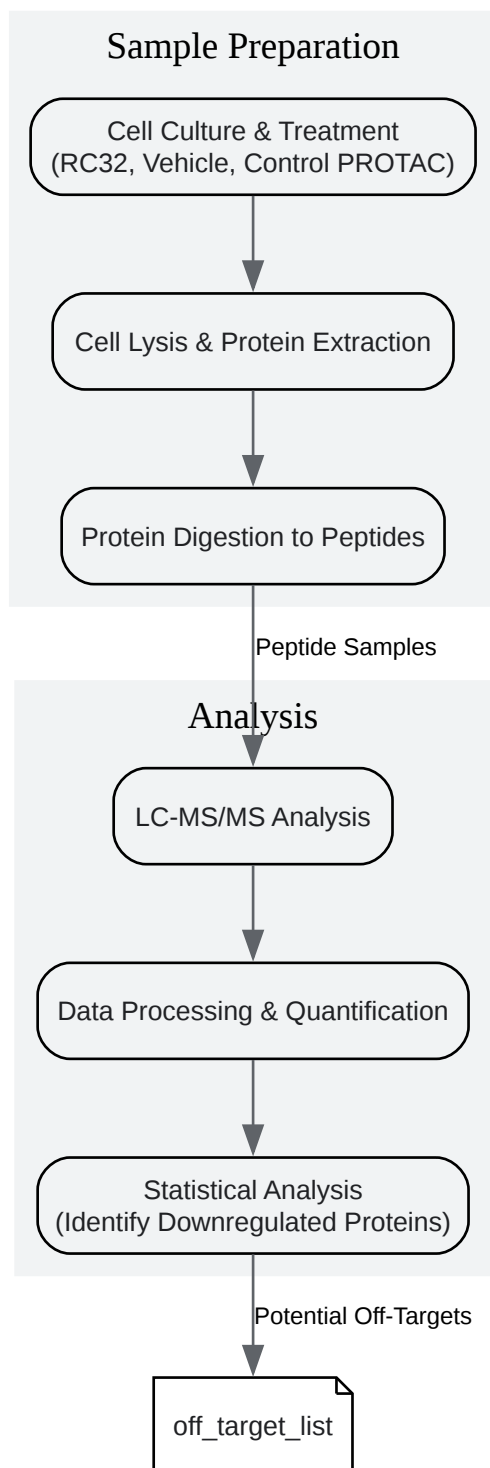 Sample Preparation
Cell Culture & Treatment
(RC32, Vehicle, Control PROTAC)
Cell Lysis & Protein Extraction
Protein Digestion to Peptides
Peptide Samples
Analysis
LC-MS/MS Analysis
Data Processing & Quantification
Statistical Analysis
(Identify Downregulated Proteins)
Potential Off-Targets
off_target_list